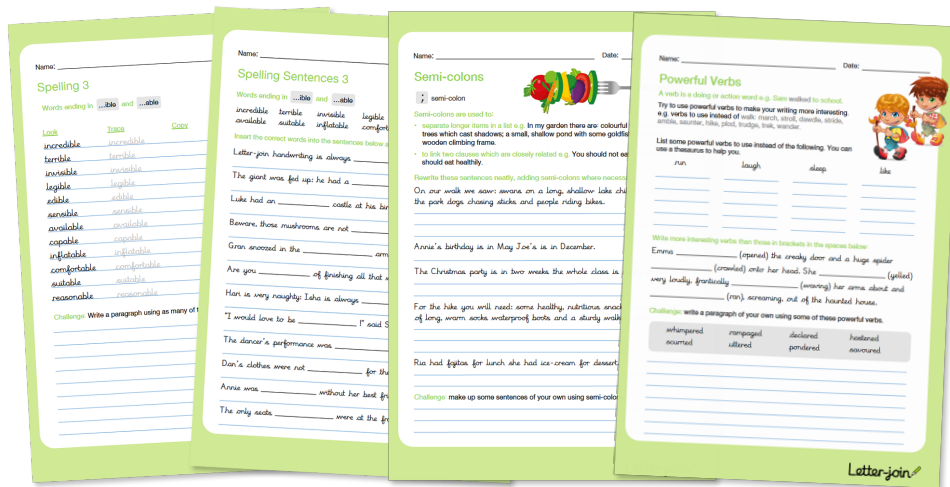 Name:
Spelling 3
Words ending in ...ible and ...able
Look Trace Copy
incredible incredible
terrible terrible
invisible invisible
legible legible
edible edible
sensible sensible
available available
capable capable
inflatable inflatable
comfortable comfortable
suitable suitable
reasonable reasonable
Challenge: Write a paragraph using as many of
Name:
Spelling Sentences 3
Words ending in ...ible and ...able
incredible terrible invisible legible
available suitable inflatable
Insert the correct words into the sentences below
Letter-join handwriting is always
The giant was fed up: he had a
Luke had an castle at his
Beware, those mushrooms are not
Gran snoozed in the
Are you of finishing all that
Han is very naughty: Isha is always
"I would love to be !" said
The dancer's performance was
Dan's clothes were not for the
Annie was without her best
The only seats were at the
Name: Date:
Semi-colons
; semi-colon
Semi-colons are used to:
• separate longer items in a list e.g. In my garden there are: colourful
trees which cast shadows; a small, shallow pond with some
wooden climbing frame.
• to link two clauses which are closely related e.g. You should not
should eat healthily.
Rewrite these sentences neatly, adding semi-colons where
On our walk we saw: swans on a long, shallow lake
the park dogs chasing sticks and people riding bikes.
Annie's birthday is in May Joe's is in December.
The Christmas party is in two weeks the whole class is
For the hike you will need: some healthy, nutritious
of long, warm socks waterproof boots and a sturdy
Ria had fajitas for lunch she had ice-cream for dessert
Challenge: make up some sentences of your own using
Name: Date:
Powerful Verbs
A verb is a doing or action word e.g. Sam walked to school.
Try to use powerful verbs to make your writing more interesting.
e.g. verbs to use instead of walk: march, stroll, dawdle, stride,
amble, saunter, hike, plod, trudge, trek, wander.
List some powerful verbs to use instead of the following. You can
use a thesaurus to help you.
run laugh sleep like
Write more interesting verbs than those in brackets in the spaces below
Emma (opened) the creaky door and a huge spider
(crawled) onto her head. She (yelled)
very loudly, frantically (waving) her arms about and
(ran), screaming, out of the haunted house.
Challenge: write a paragraph of your own using some of these powerful verbs.
whimpered rampaged declared hastened
scurried uttered pondered savoured
Letter-join